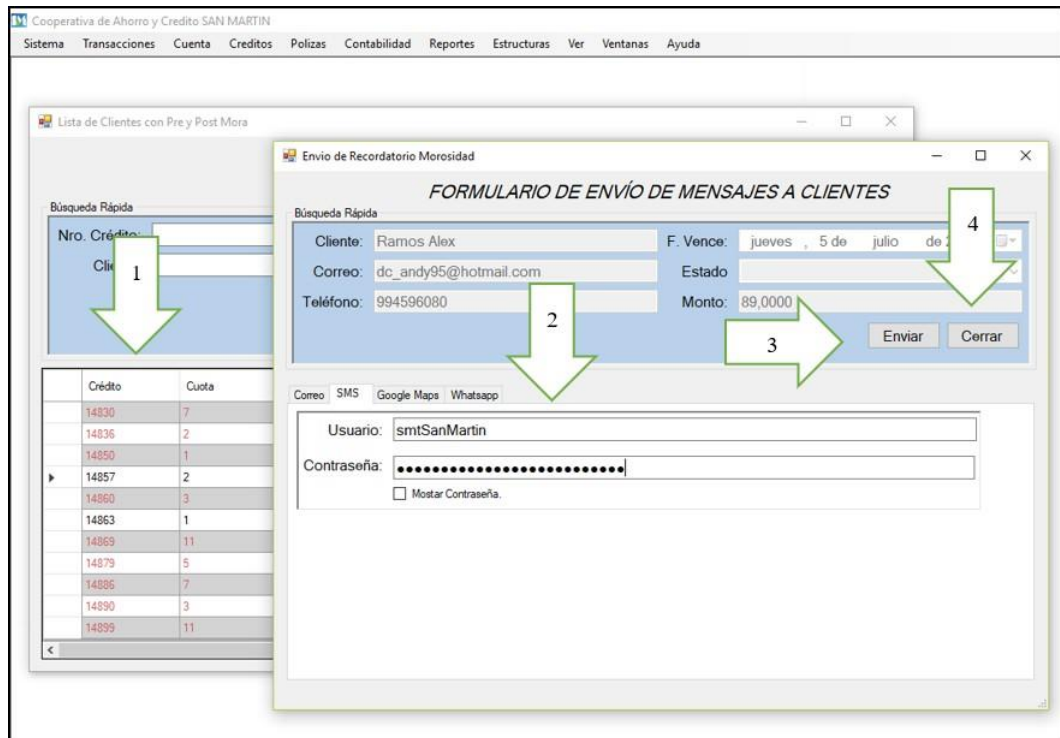 Cooperativa de Ahorro y Credito SAN MARTIN
Sistema Transacciones Cuenta Creditos Polizas Contabilidad Reportes Estructuras Ver Ventanas Ayuda
Lista de Clientes con Pre y Post Mora
Búsqueda Rápida
Nro. Crédito:
1
Crédito Cuota
14830 7
14836 2
14850 1
14857 2
14860 3
14863 1
14869 11
14879 5
14886 7
14890 3
14899 11
Envio de Recordatorio Morosidad
FORMULARIO DE ENVÍO DE MENSAJES A CLIENTES
Búsqueda Rápida
Cliente: Ramos Alex F. Vence: jueves , 5 de julio de
4
Correo: dc_andy95@hotmail.com Estado
Teléfono: 994596080 Monto: 89,0000
2
3
Enviar Cerrar
Correo SMS Google Maps Whatsapp
Usuario: smtSanMartin
Contraseña: ●●●●●●●●●●●●●●●●●●●●●●●●●●
Mostar Contraseña.